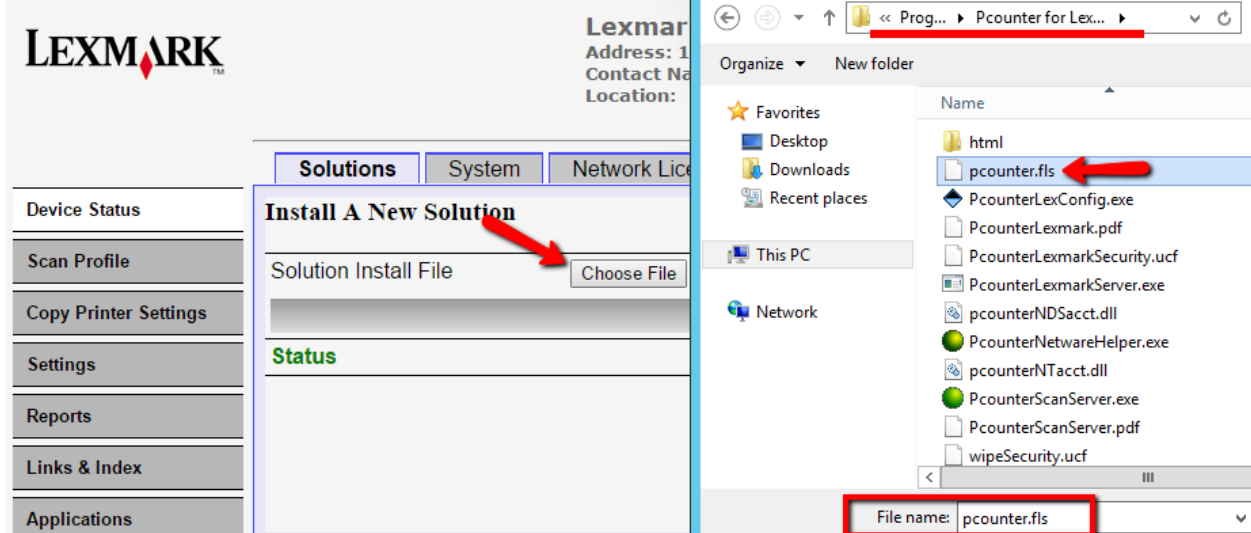 LEXMARK
TM
Lexmar
Address: 1
Contact Na
Location:
Solutions
System
Network Lice
Device Status
Scan Profile
Copy Printer Settings
Settings
Reports
Links & Index
Applications
Install A New Solution
Solution Install File
Choose File
Status
« Prog... ▸ Pcounter for Lex... ▸
Organize
New folder
Favorites
Desktop
Downloads
Recent places
This PC
Network
Name
html
pcounter.fls
PcounterLexConfig.exe
PcounterLexmark.pdf
PcounterLexmarkSecurity.ucf
PcounterLexmarkServer.exe
pcounterNDSacct.dll
PcounterNetwareHelper.exe
pcounterNTacct.dll
PcounterScanServer.exe
PcounterScanServer.pdf
wipeSecurity.ucf
File name: pcounter.fls